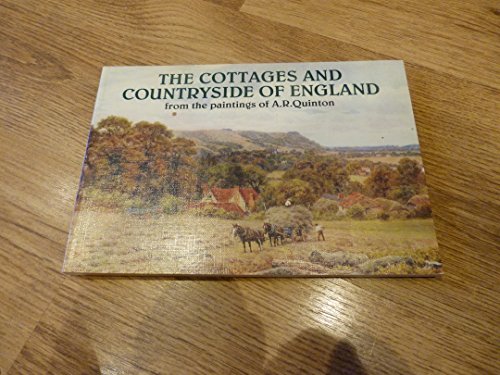 THE COTTAGES AND
COUNTRYSIDE OF ENGLAND
from the paintings of A.R.Quinton